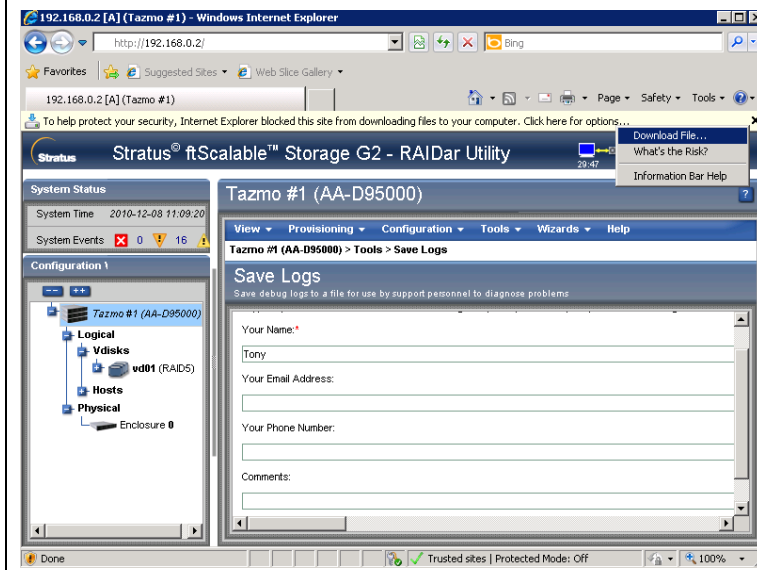 192.168.0.2 [A] (Tazmo #1) - Windows Internet Explorer
http://192.168.0.2/
Bing
Favorites Suggested Sites Web Slice Gallery
192.168.0.2 [A] (Tazmo #1)
Page Safety Tools
To help protect your security, Internet Explorer blocked this site from downloading files to your computer. Click here for options...
Download File...
What's the Risk?
Information Bar Help
Stratus
Stratus® ftScalable™ Storage G2 - RAIDar Utility
29:47
System Status
System Time 2010-12-08 11:09:20
System Events 0 16
Configuration \
Tazmo #1 (AA-D95000)
Logical
Vdisks
vd01 (RAID5)
Hosts
Physical
Enclosure 0
Tazmo #1 (AA-D95000)
?
View Provisioning Configuration Tools Wizards Help
Tazmo #1 (AA-D95000) > Tools > Save Logs
Save Logs
Save debug logs to a file for use by support personnel to diagnose problems
Your Name:*
Tony
Your Email Address:
Your Phone Number:
Comments:
Done
Trusted sites | Protected Mode: Off
100%